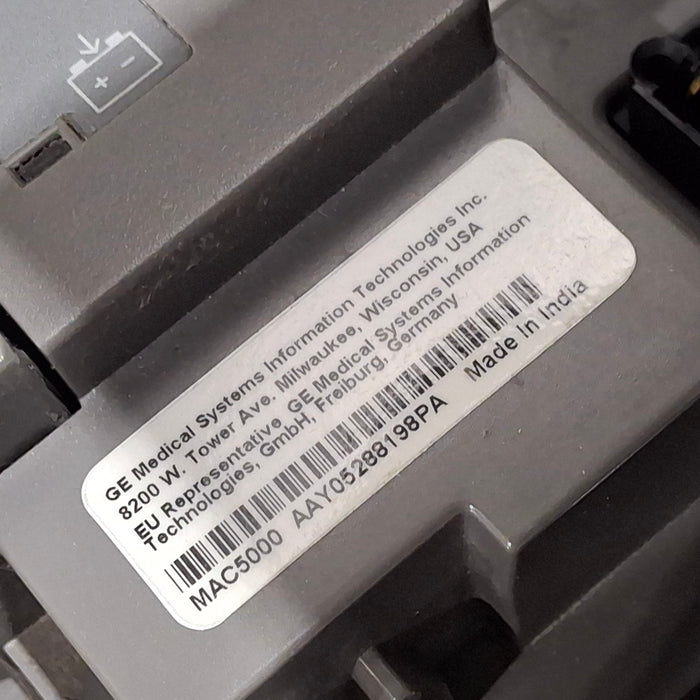 GE Medical Systems Information Technologies Inc.
8200 W. Tower Ave. Milwaukee, Wisconsin, USA
EU Representative GE Medical Systems Information
Technologies, GmbH, Freiburg, Germany
MAC5000 AAY05288198PA Made In India